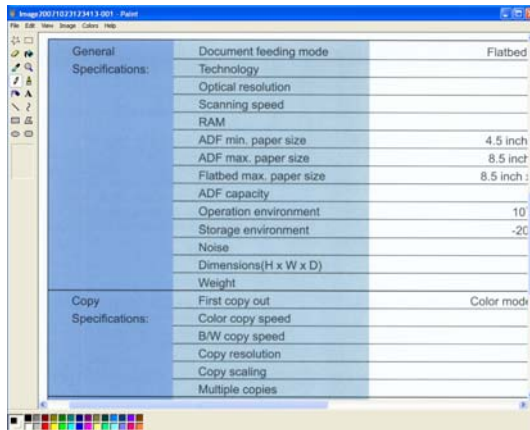 Image20071023123413-001 - Paint
File Edit View Image Colors Help
General Document feeding mode Flatbed
Specifications: Technology
Optical resolution
Scanning speed
RAM
ADF min. paper size 4.5 inch
ADF max. paper size 8.5 inch
Flatbed max. paper size 8.5 inch
ADF capacity
Operation environment 10
Storage environment -20
Noise
Dimensions(H x W x D)
Weight
Copy First copy out Color mode
Specifications: Color copy speed
B/W copy speed
Copy resolution
Copy scaling
Multiple copies